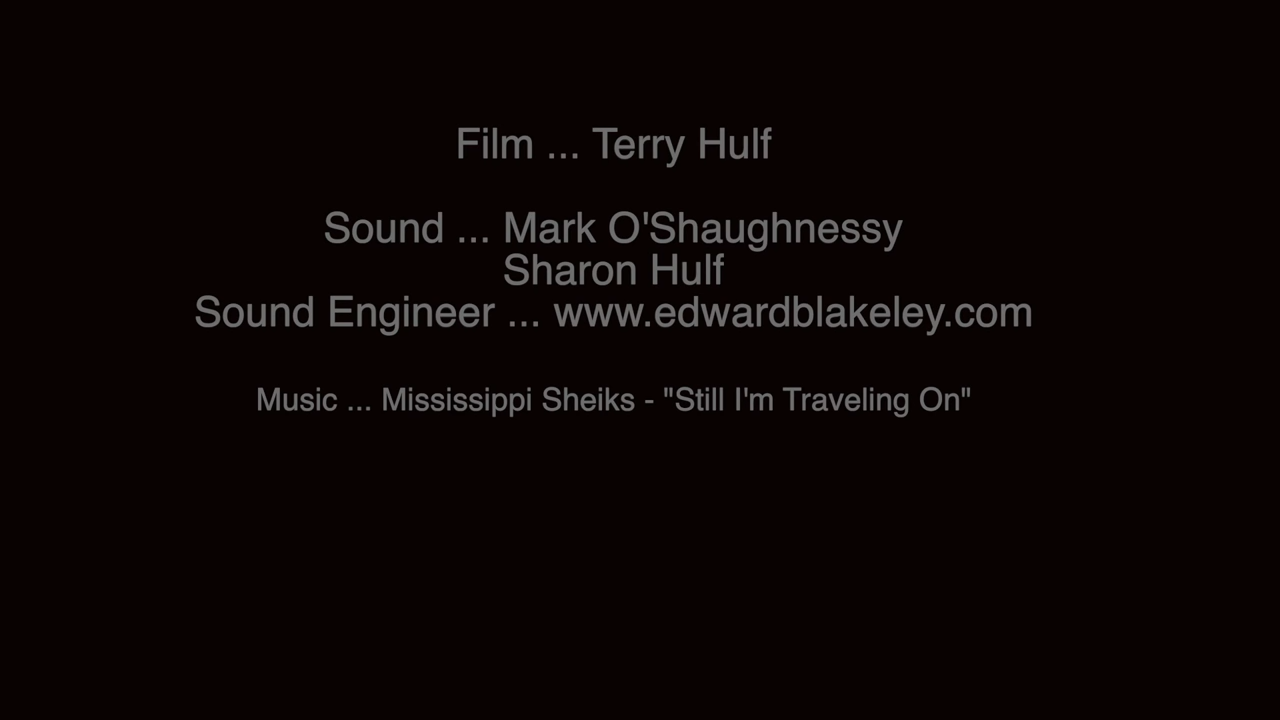 Film ... Terry Hulf
Sound ... Mark O'Shaughnessy
Sharon Hulf
Sound Engineer ... www.edwardblakeley.com
Music ... Mississippi Sheiks - "Still I'm Traveling On"